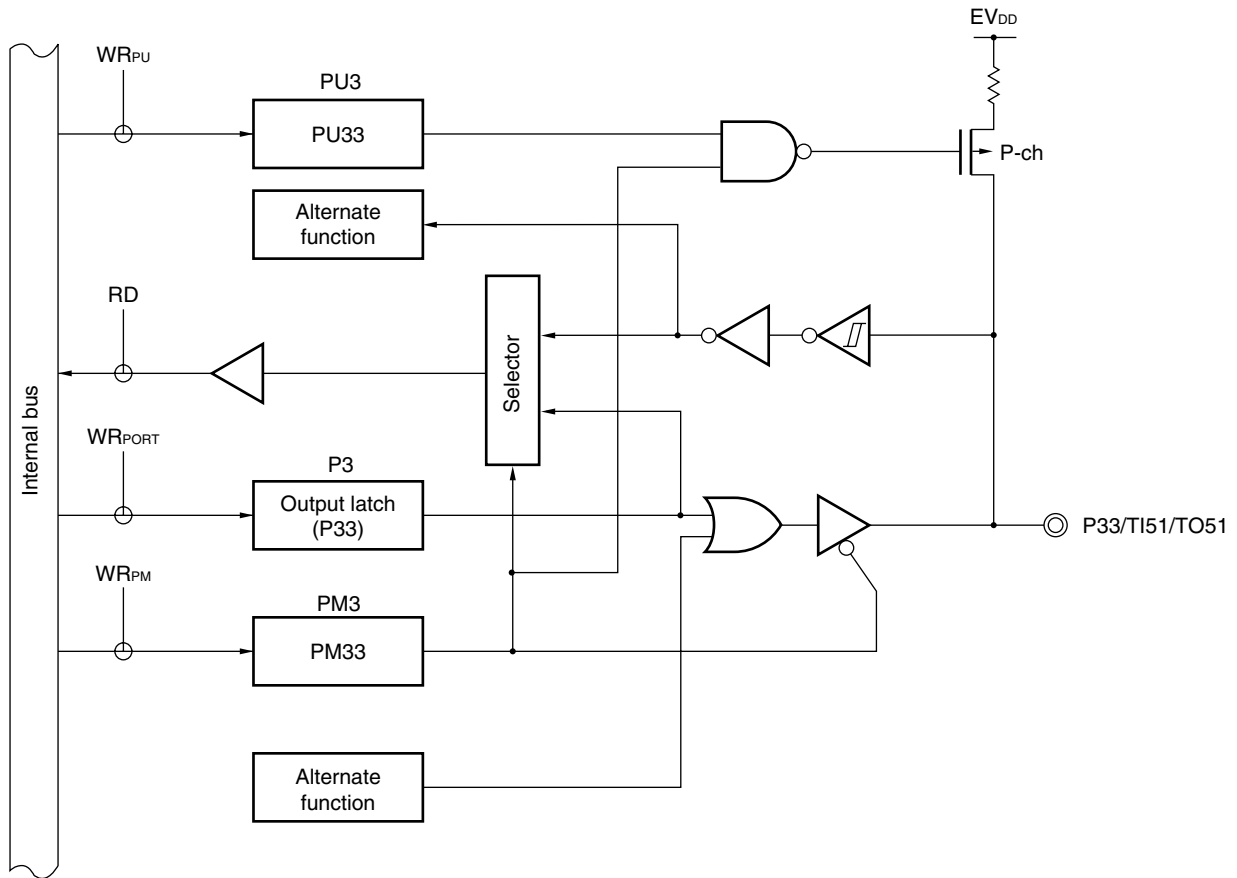 EVDD
WRPU
PU3
PU33
P-ch
Alternate
function
RD
Selector
Internal bus
WRPORT
P3
Output latch
(P33)
P33/TI51/TO51
WRPM
PM3
PM33
Alternate
function